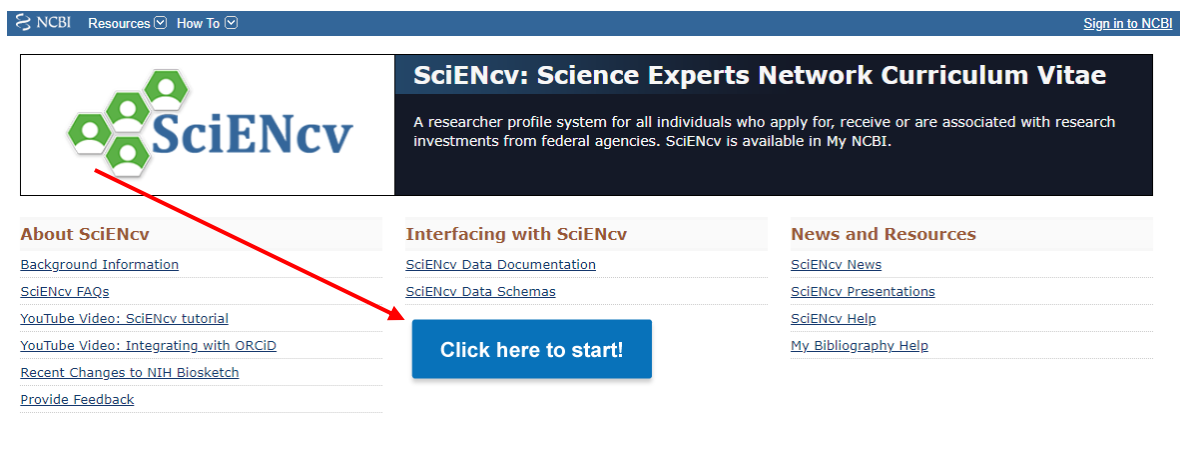 NCBI Resources How To Sign in to NCBI
SciENcv
SciENcv: Science Experts Network Curriculum Vitae
A researcher profile system for all individuals who apply for, receive or are associated with research
investments from federal agencies. SciENcv is available in My NCBI.
About SciENcv
Background Information
SciENcv FAQs
YouTube Video: SciENcv tutorial
YouTube Video: Integrating with ORCiD
Recent Changes to NIH Biosketch
Provide Feedback
Interfacing with SciENcv
SciENcv Data Documentation
SciENcv Data Schemas
Click here to start!
News and Resources
SciENcv News
SciENcv Presentations
SciENcv Help
My Bibliography Help